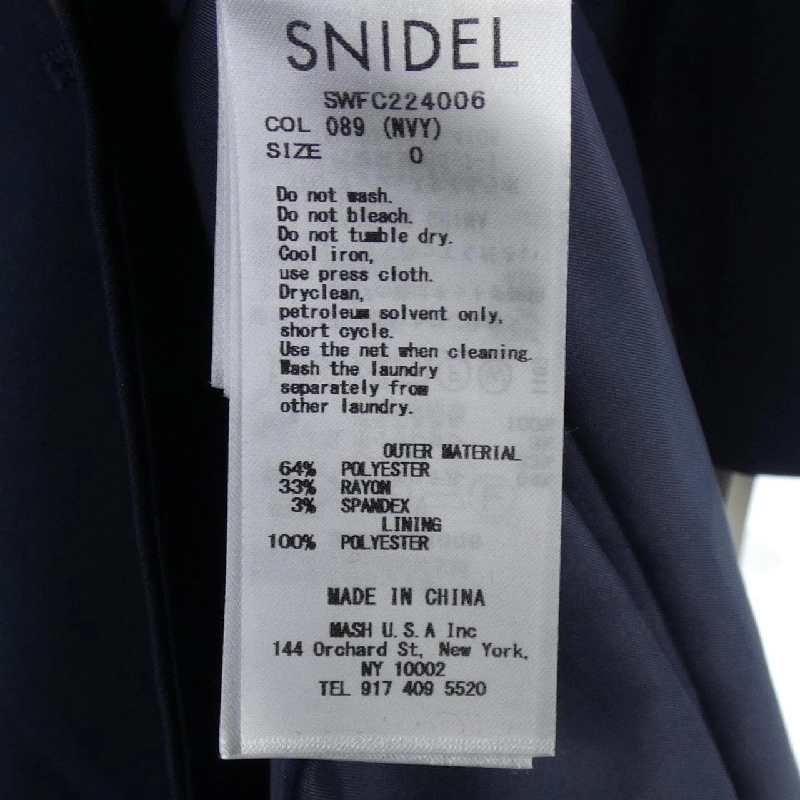 SNIDEL
SWFC224006
COL 089 (NVY)
SIZE 0
Do not wash.
Do not bleach.
Do not tumble dry.
Cool iron,
use press cloth.
Dryclean,
petroleum solvent only,
short cycle.
Use the net when cleaning.
Wash the laundry
separately from
other laundry.
OUTER MATERIAL
64% POLYESTER
33% RAYON
3% SPANDEX
LINING
100% POLYESTER
MADE IN CHINA
MASH U.S.A Inc
144 Orchard St, New York,
NY 10002
TEL 917 409 5520